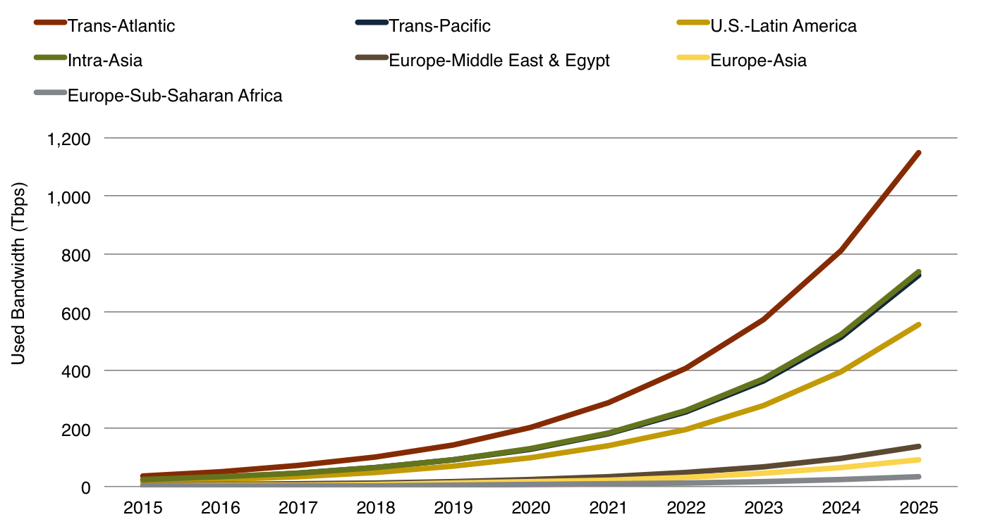 Trans-Atlantic
Trans-Pacific
U.S.-Latin America
Intra-Asia
Europe-Middle East & Egypt
Europe-Asia
Europe-Sub-Saharan Africa
Used Bandwidth (Tbps)
1,200
1,000
800
600
400
200
0
2015 2016 2017 2018 2019 2020 2021 2022 2023 2024 2025